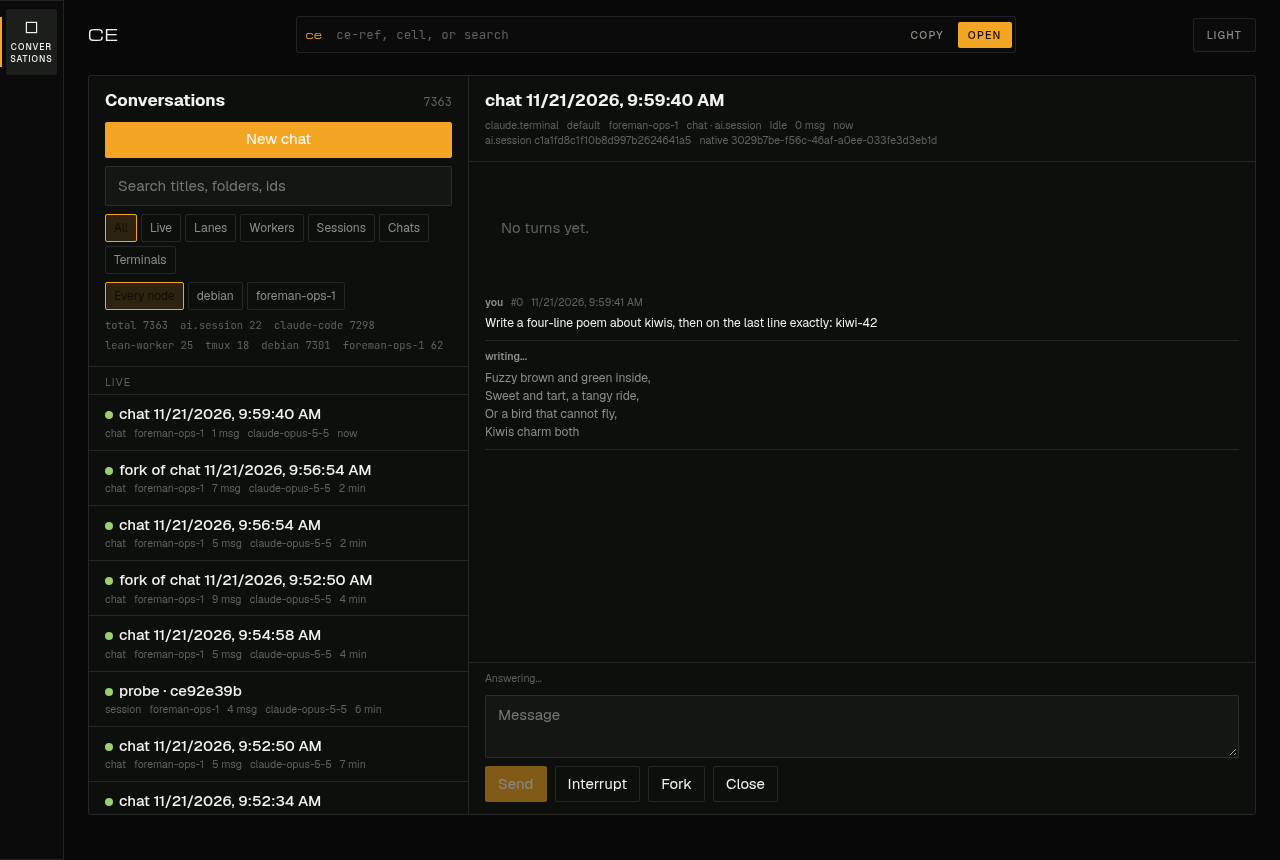 CONVER
SATIONS
CE
CE ce-ref, cell, or search COPY OPEN
LIGHT
Conversations 7363
New chat
Search titles, folders, ids
All Live Lanes Workers Sessions Chats
Terminals
Every node debian foreman-ops-1
total 7363 ai.session 22 claude-code 7298
lean-worker 25 tmux 18 debian 7301 foreman-ops-1 62
LIVE
chat 11/21/2026, 9:59:40 AM
chat foreman-ops-1 1 msg claude-opus-5-5 now
fork of chat 11/21/2026, 9:56:54 AM
chat foreman-ops-1 7 msg claude-opus-5-5 2 min
chat 11/21/2026, 9:56:54 AM
chat foreman-ops-1 5 msg claude-opus-5-5 2 min
fork of chat 11/21/2026, 9:52:50 AM
chat foreman-ops-1 9 msg claude-opus-5-5 4 min
chat 11/21/2026, 9:54:58 AM
chat foreman-ops-1 5 msg claude-opus-5-5 4 min
probe · ce92e39b
session foreman-ops-1 4 msg claude-opus-5-5 6 min
chat 11/21/2026, 9:52:50 AM
chat foreman-ops-1 5 msg claude-opus-5-5 7 min
chat 11/21/2026, 9:52:34 AM
chat 11/21/2026, 9:59:40 AM
claude.terminal default foreman-ops-1 chat · ai.session Idle 0 msg now
ai.session c1a1fd8c1f10b8d997b2624641a5 native 3029b7be-f56c-46af-a0ee-033fe3d3eb1d
No turns yet.
you #0 11/21/2026, 9:59:41 AM
Write a four-line poem about kiwis, then on the last line exactly: kiwi-42
writing…
Fuzzy brown and green inside,
Sweet and tart, a tangy ride,
Or a bird that cannot fly,
Kiwis charm both
Answering…
Message
Send Interrupt Fork Close